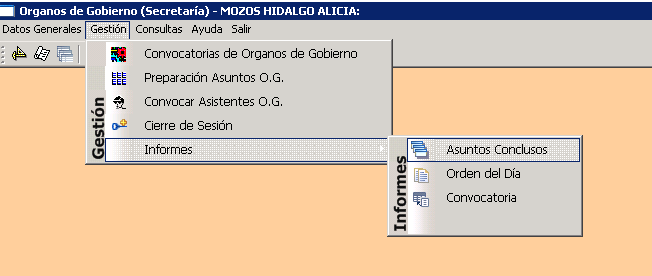 Organos de Gobierno (Secretaría) - MOZOS HIDALGO ALICIA:
Datos Generales Gestión Consultas Ayuda Salir
Gestión
Convocatorias de Organos de Gobierno
Preparación Asuntos O.G.
Convocar Asistentes O.G.
Cierre de Sesión
Informes
Informes
Asuntos Conclusos
Orden del Día
Convocatoria